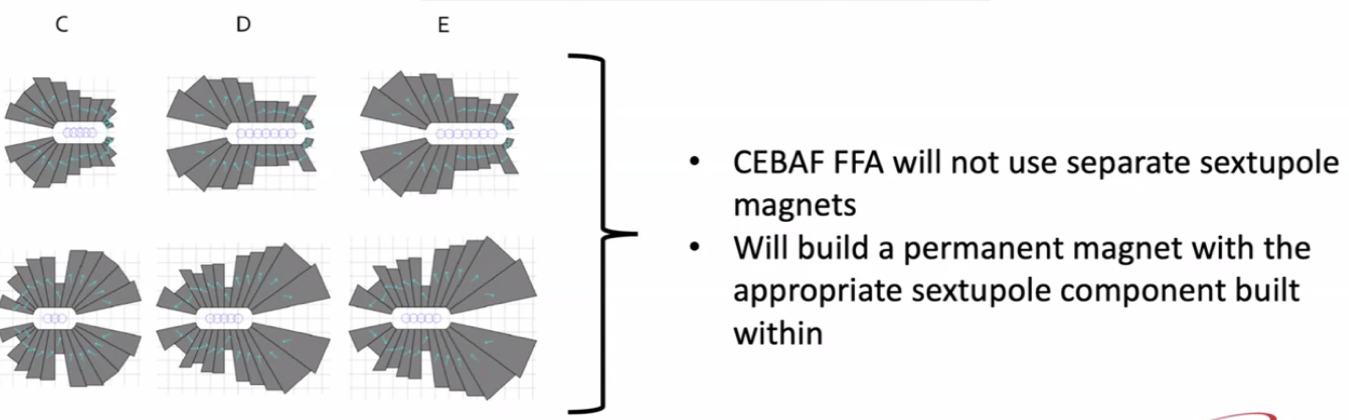 C D E
• CEBAF FFA will not use separate sextupole
magnets
• Will build a permanent magnet with the
appropriate sextupole component built
within